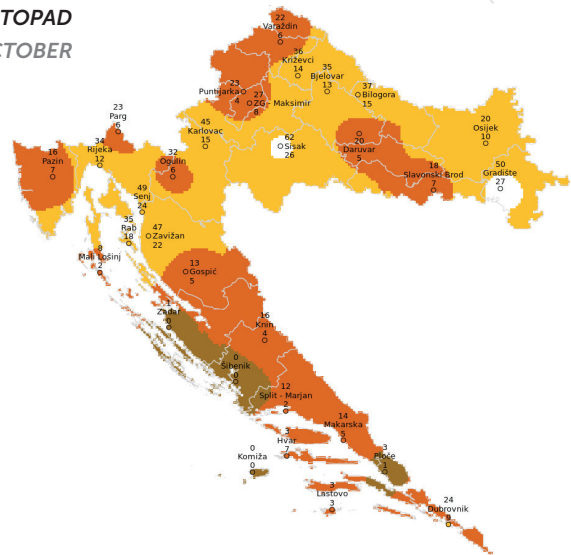 STOPAD
CTOBER
22
Varaždin
6
36
Križevci
14
35
Bjelovar
13
37
Bilogora
15
23
Puntijarka
4
27
ZG
Maksimir
8
23
Parg
6
45
Karlovac
15
62
Sisak
26
20
Daruvar
5
20
Osijek
10
18
Slavonski-Brod
7
50
Gradište
27
34
Rijeka
12
16
Pazin
7
32
Ogulin
6
49
Senj
24
35
Rab
18
47
Zavižan
22
8
Mali Lošinj
2
13
Gospić
5
1
Zadar
0
16
Knin
4
0
Šibenik
0
12
Split - Marjan
2
14
Makarska
5
3
Hvar
7
0
Komiža
0
3
Ploče
1
3
Lastovo
3
24
Dubrovnik